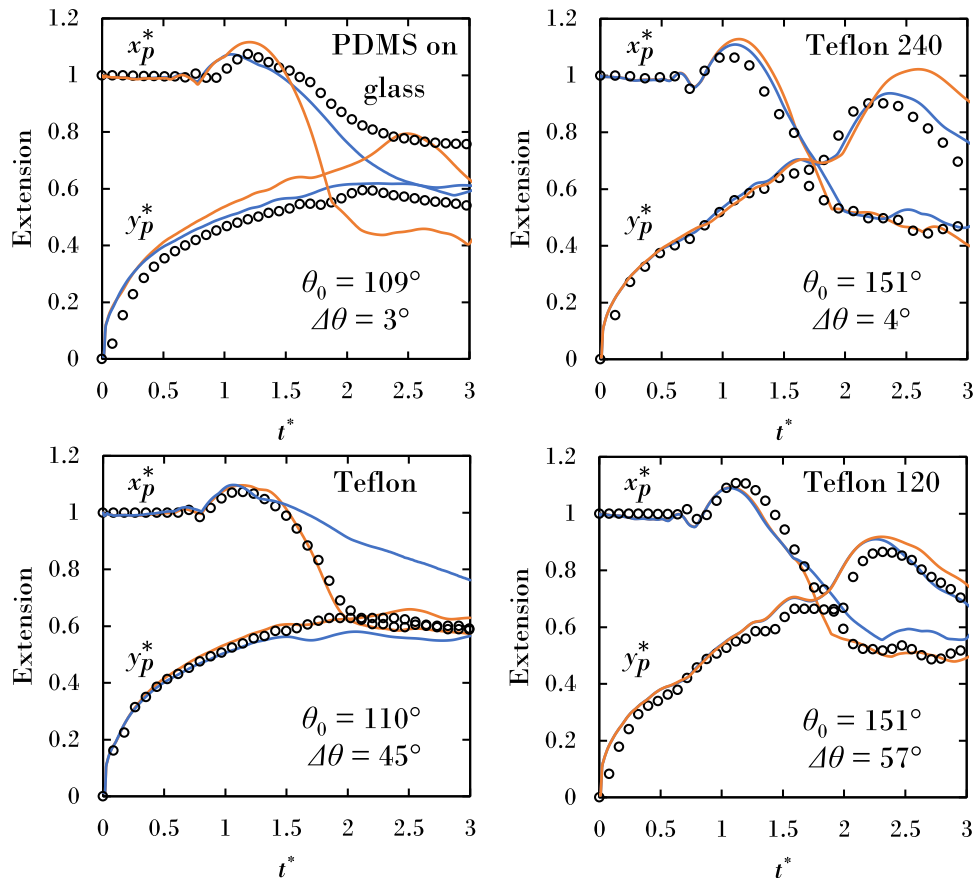 1.2
1
0.8
0.6
0.4
0.2
0
Extension
x*p
y*p
PDMS on
glass
θ0 = 109°
Δθ = 3°
0 0.5 1 1.5 2 2.5 3
t*
1.2
1
0.8
0.6
0.4
0.2
0
Extension
x*p
y*p
Teflon 240
θ0 = 151°
Δθ = 4°
0 0.5 1 1.5 2 2.5 3
t*
1.2
1
0.8
0.6
0.4
0.2
0
Extension
x*p
y*p
Teflon
θ0 = 110°
Δθ = 45°
0 0.5 1 1.5 2 2.5 3
t*
1.2
1
0.8
0.6
0.4
0.2
0
Extension
x*p
y*p
Teflon 120
θ0 = 151°
Δθ = 57°
0 0.5 1 1.5 2 2.5 3
t*